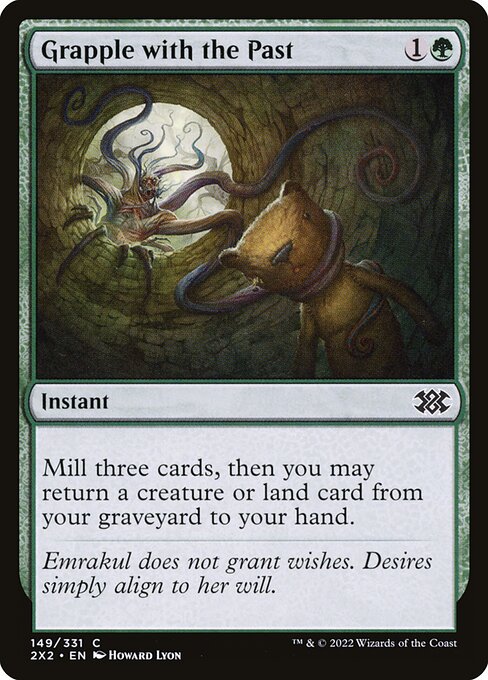 Grapple with the Past 1
Instant
Mill three cards, then you may
return a creature or land card from
your graveyard to your hand.
Emrakul does not grant wishes. Desires
simply align to her will.
149/331 C
2X2 • EN Howard Lyon
™ & © 2022 Wizards of the Coast